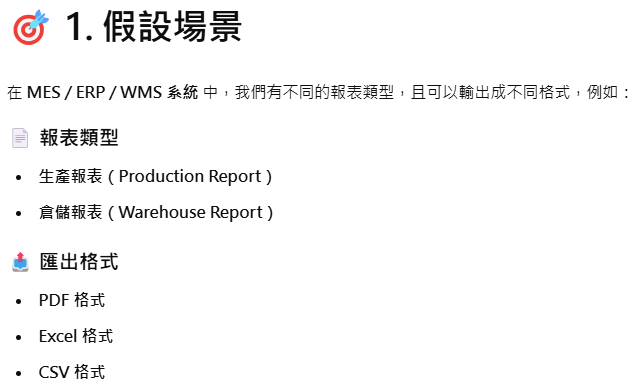 1. 假設場景
在 MES / ERP / WMS 系統 中，我們有不同的報表類型，且可以輸出成不同格式，例如：
報表類型
• 生產報表（Production Report）
• 倉儲報表（Warehouse Report）
匯出格式
• PDF 格式
• Excel 格式
• CSV 格式